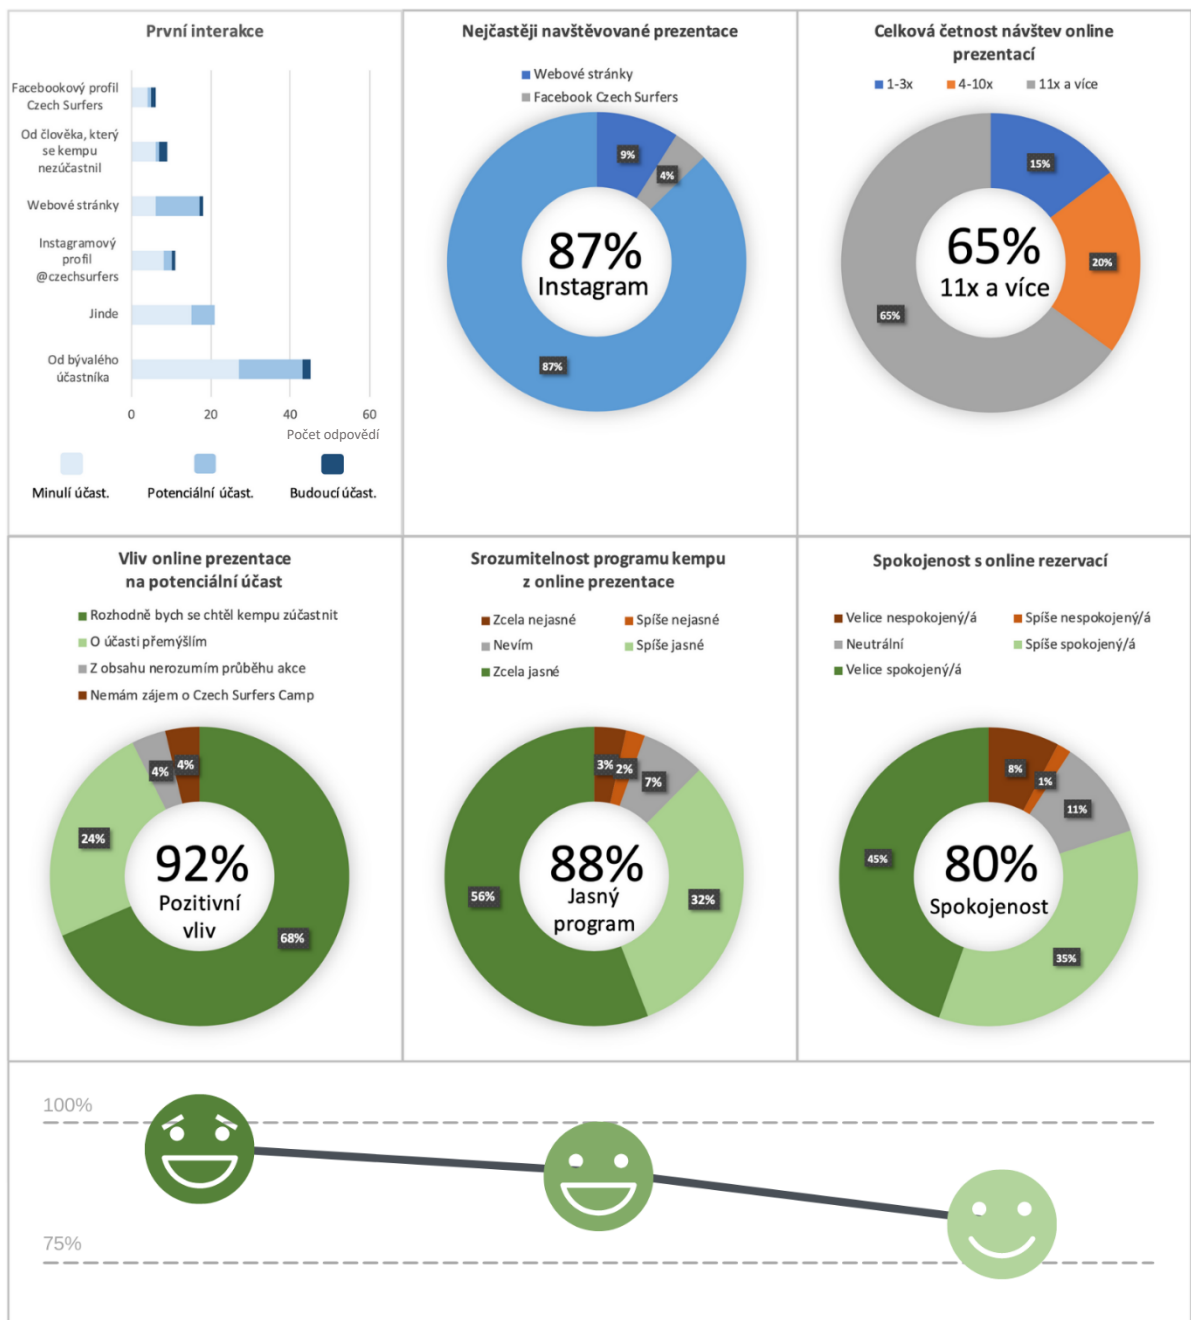 První interakce
Facebookový profil
Czech Surfers
Od člověka, který
se kempu
nezúčastnil
Webové stránky
Instagramový
profil
@czechsurfers
Jinde
Od bývalého
účastníka
0
20
40
60
Počet odpovědí
Minulí účast.
Potenciální účast.
Budoucí účast.
Nejčastěji navštěvované prezentace
Webové stránky
Facebook Czech Surfers
9%
4%
87%
Instagram
87%
Celková četnost návštev online
prezentací
1-3x
4-10x
11x a více
15%
20%
65%
11x a více
65%
Vliv online prezentace
na potenciální účast
Rozhodně bych se chtěl kempu zúčastnit
O účasti přemýšlím
Z obsahu nerozumím průběhu akce
Nemám zájem o Czech Surfers Camp
4%
4%
24%
92%
Pozitivní
vliv
68%
Srozumitelnost programu kempu
z online prezentace
Zcela nejasné
Spíše nejasné
Nevím
Spíše jasné
Zcela jasné
3%
2%
7%
56%
88%
Jasný
program
32%
Spokojenost s online rezervací
Velice nespokojený/á
Spíše nespokojený/á
Neutrální
Spíše spokojený/á
Velice spokojený/á
8%
1%
11%
45%
80%
Spokojenost
35%
100%
75%